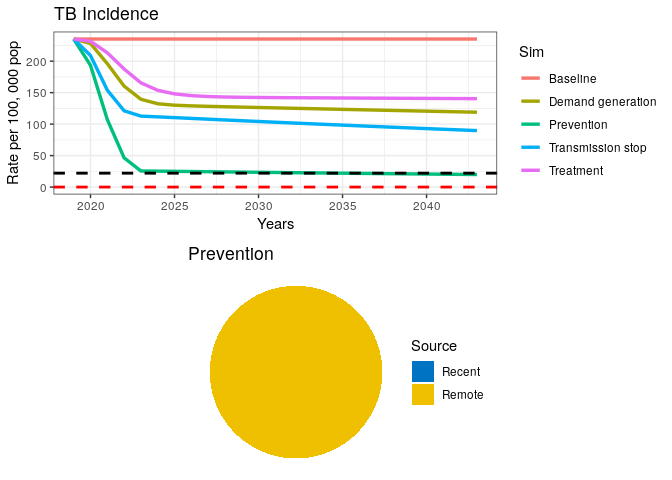 TB Incidence
Rate per 100, 000 pop
200
150
100
50
0
2020
2025
2030
2035
2040
Years
Sim
Baseline
Demand generation
Prevention
Transmission stop
Treatment
Prevention
Source
Recent
Remote